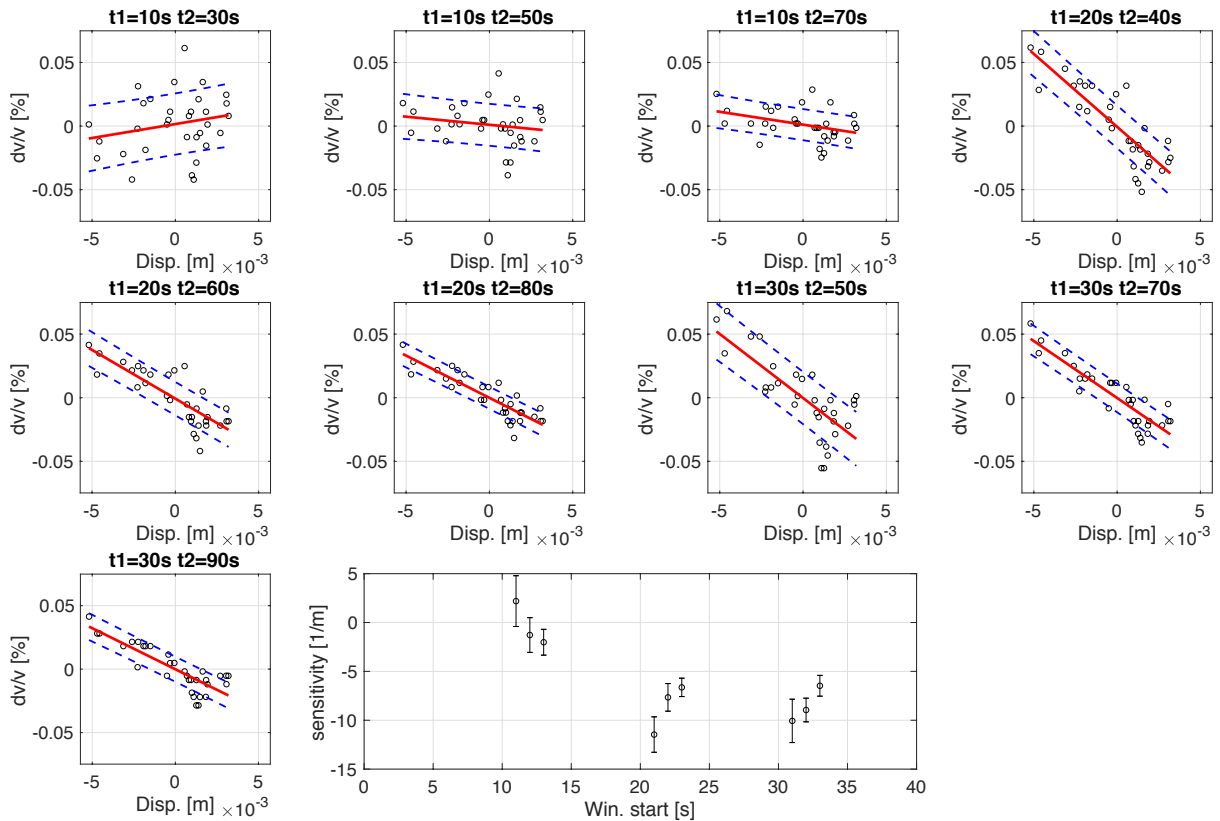 t1=10s t2=30s
0.05
0
-0.05
dv/v [%]
-5 0 5
Disp. [m] ×10⁻³
t1=10s t2=50s
0.05
0
-0.05
dv/v [%]
-5 0 5
Disp. [m] ×10⁻³
t1=10s t2=70s
0.05
0
-0.05
dv/v [%]
-5 0 5
Disp. [m] ×10⁻³
t1=20s t2=40s
0.05
0
-0.05
dv/v [%]
-5 0 5
Disp. [m] ×10⁻³
t1=20s t2=60s
0.05
0
-0.05
dv/v [%]
-5 0 5
Disp. [m] ×10⁻³
t1=20s t2=80s
0.05
0
-0.05
dv/v [%]
-5 0 5
Disp. [m] ×10⁻³
t1=30s t2=50s
0.05
0
-0.05
dv/v [%]
-5 0 5
Disp. [m] ×10⁻³
t1=30s t2=70s
0.05
0
-0.05
dv/v [%]
-5 0 5
Disp. [m] ×10⁻³
t1=30s t2=90s
0.05
0
-0.05
dv/v [%]
-5 0 5
Disp. [m] ×10⁻³
5
0
-5
-10
-15
sensitivity [1/m]
0 5 10 15 20 25 30 35 40
Win. start [s]